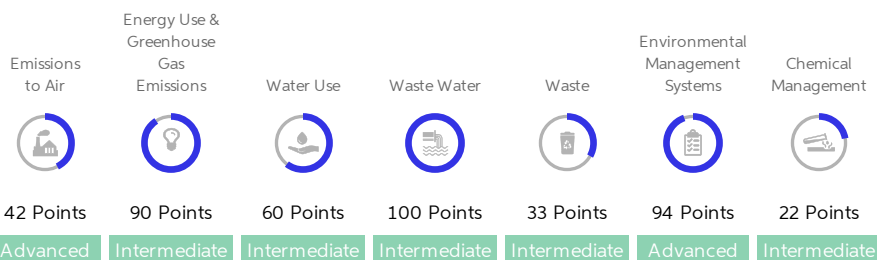 Emissions
to Air
Energy Use &
Greenhouse
Gas
Emissions
Water Use
Waste Water
Waste
Environmental
Management
Systems
Chemical
Management
42 Points
90 Points
60 Points
100 Points
33 Points
94 Points
22 Points
Advanced
Intermediate
Intermediate
Intermediate
Intermediate
Advanced
Intermediate